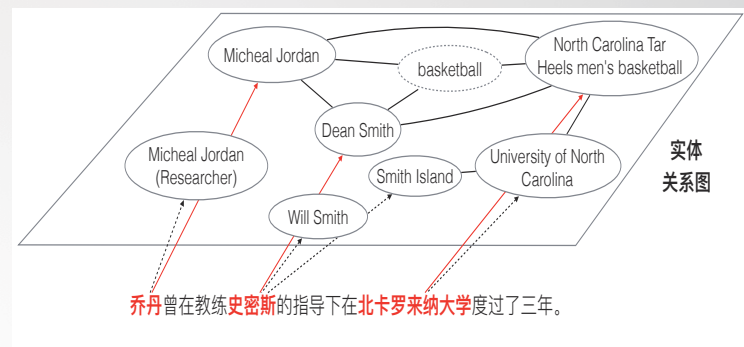 Micheal Jordan
North Carolina Tar
Heels men's basketball
basketball
Dean Smith
Micheal Jordan
(Researcher)
University of North
Carolina
实体
关系图
Smith Island
Will Smith
乔丹曾在教练史密斯的指导下在北卡罗来纳大学度过了三年。